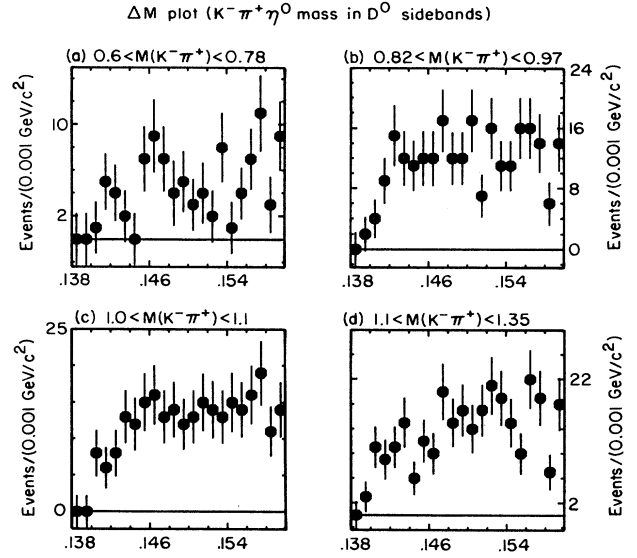 ΔM plot (K⁻π⁺η⁰ mass in D⁰ sidebands)
(a) 0.6<M(K⁻π⁺)<0.78
(b) 0.82<M(K⁻π⁺)<0.97
Events/(0.001 GeV/c²)
10
2
.138 .146 .154
24
16
8
0
Events/(0.001 GeV/c²)
.138 .146 .154
(c) 1.0<M(K⁻π⁺)<1.1
(d) 1.1<M(K⁻π⁺)<1.35
Events/(0.001 GeV/c²)
25
0
.138 .146 .154
22
2
Events/(0.001 GeV/c²)
.138 .146 .154